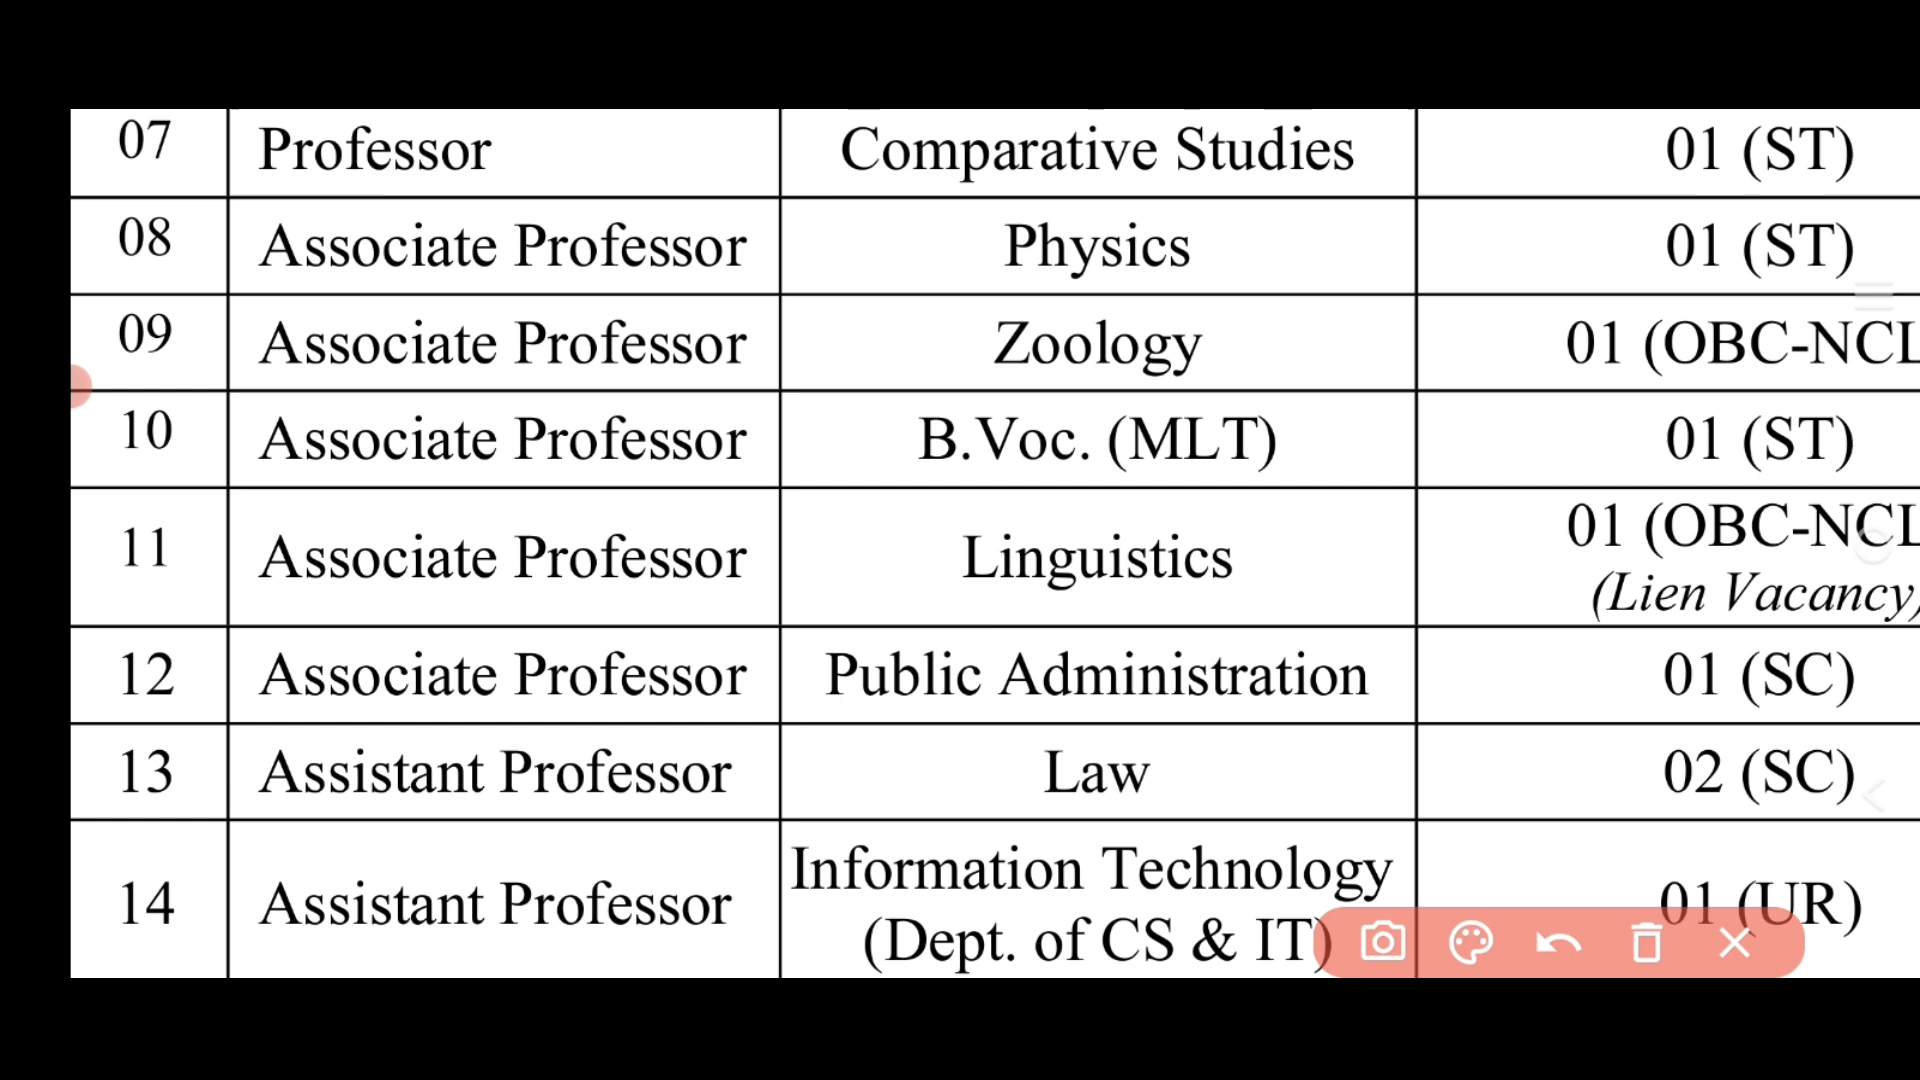 07 Professor Comparative Studies 01 (ST)
08 Associate Professor Physics 01 (ST)
09 Associate Professor Zoology 01 (OBC-NCL
10 Associate Professor B.Voc. (MLT) 01 (ST)
11 Associate Professor Linguistics 01 (OBC-NCL
(Lien Vacancy)
12 Associate Professor Public Administration 01 (SC)
13 Assistant Professor Law 02 (SC)
14 Assistant Professor Information Technology 01 (UR)
(Dept. of CS & IT)